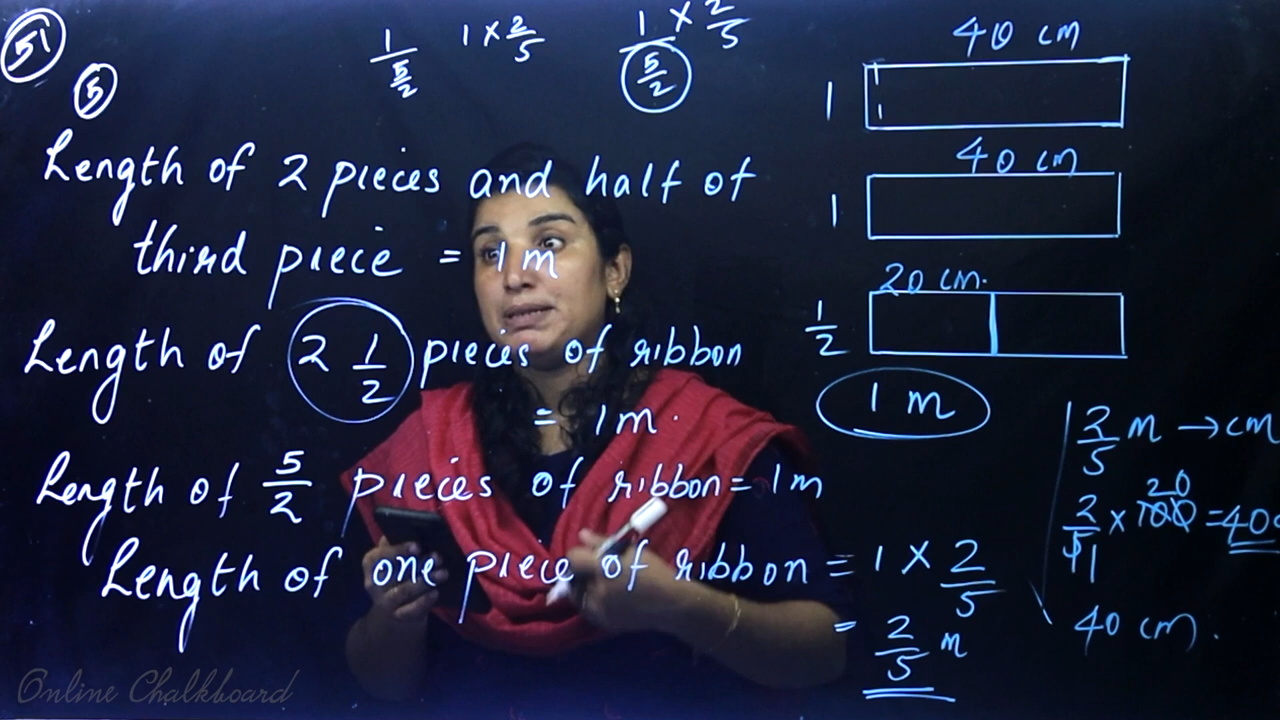 51
5
1/(5/2) 1 × 2/5 1/(5/2) × 2/5
Length of 2 pieces and half of
third piece = 1 m
Length of 2 1/2 pieces of ribbon
= 1 m.
Length of 5/2 pieces of ribbon = 1 m
Length of one piece of ribbon = 1 × 2/5
= 2/5 m
40 cm
1
40 cm
1
20 cm.
1/2
1 m
2/5 m → cm
2/5 × 100 = 40
20
1
40 cm.
Online Chalkboard